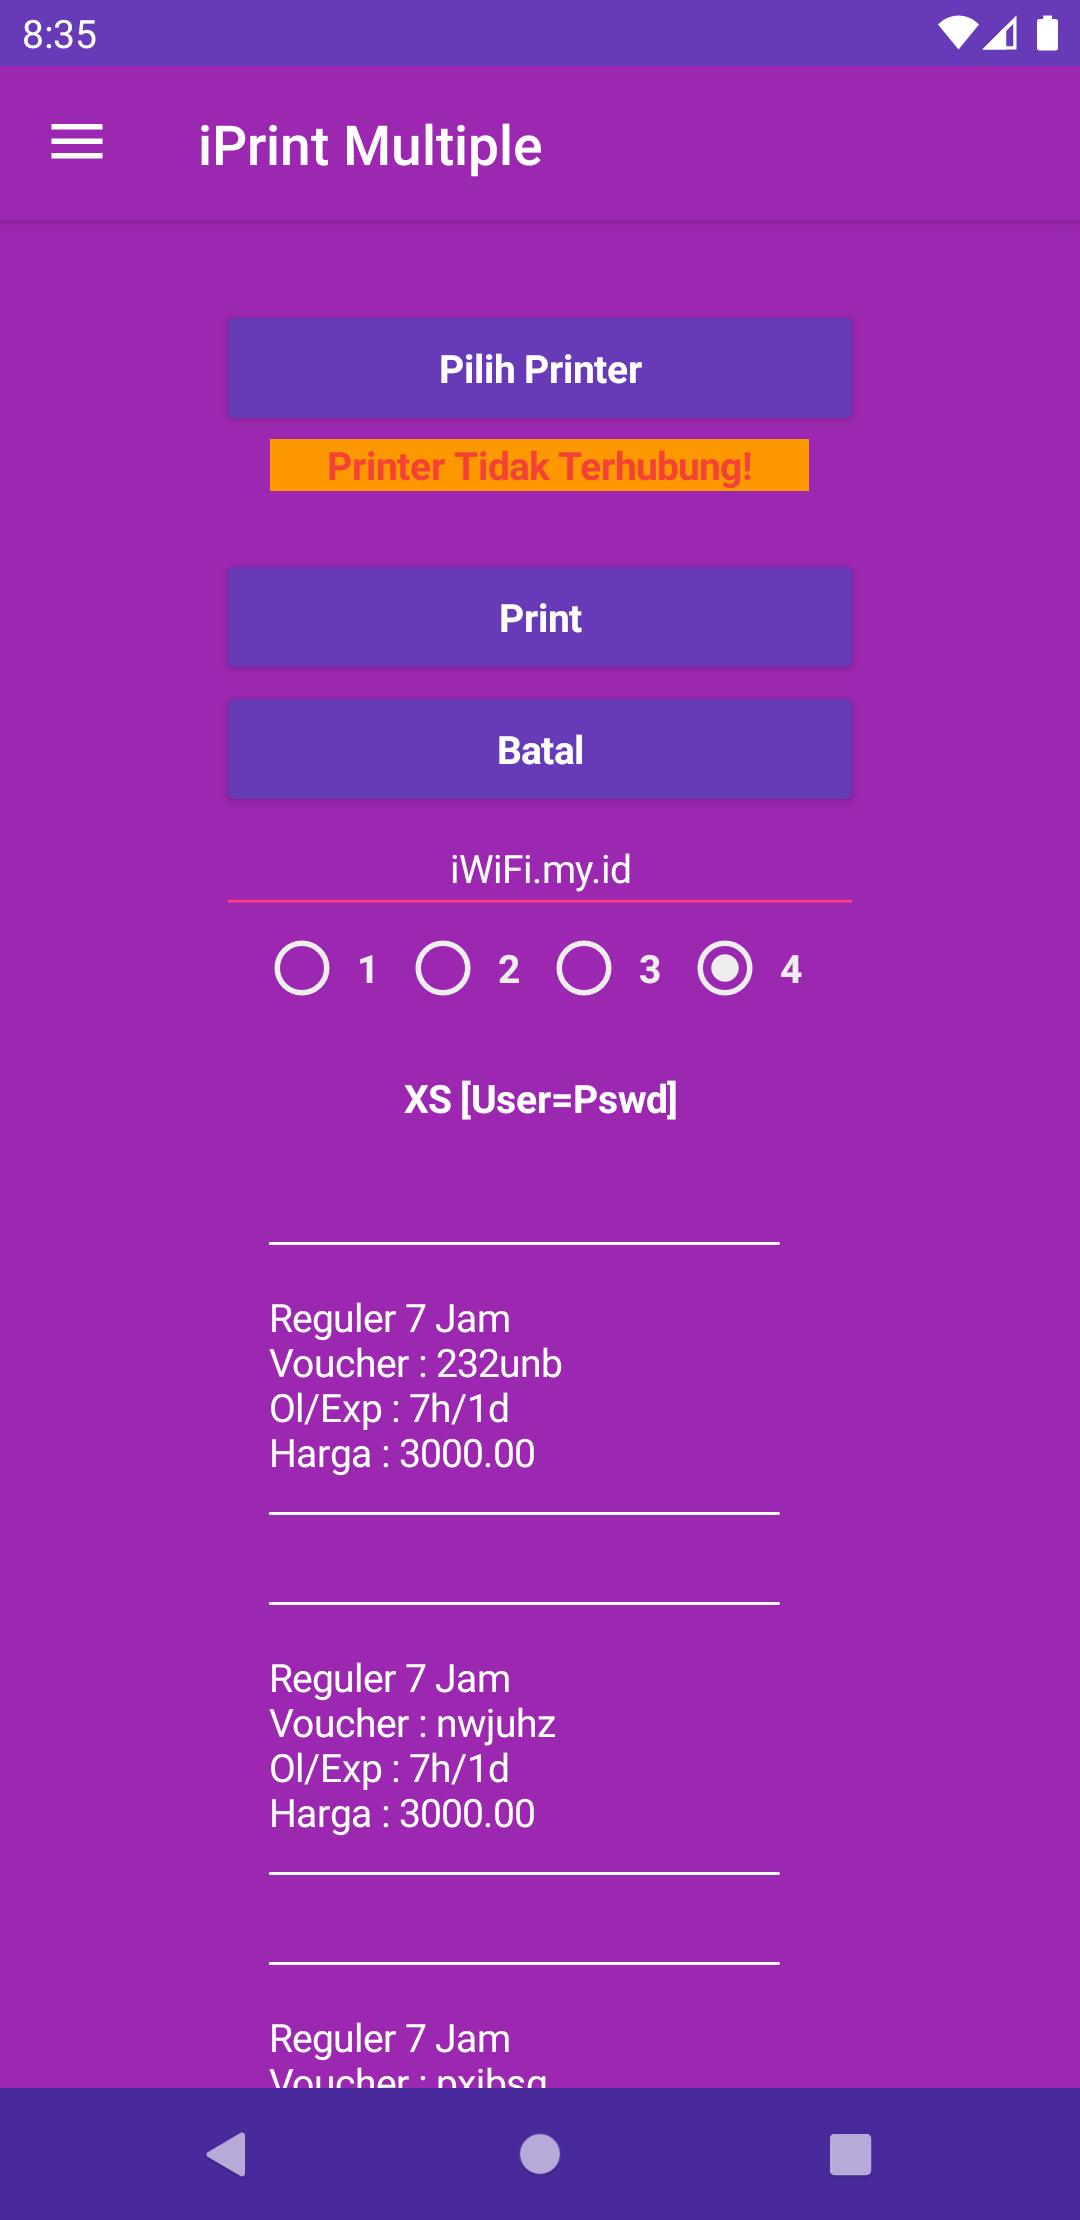 8:35
iPrint Multiple
Pilih Printer
Printer Tidak Terhubung!
Print
Batal
iWiFi.my.id
1 2 3 4
XS [User=Pswd]
Reguler 7 Jam
Voucher : 232unb
Ol/Exp : 7h/1d
Harga : 3000.00
Reguler 7 Jam
Voucher : nwjuhz
Ol/Exp : 7h/1d
Harga : 3000.00
Reguler 7 Jam
Voucher :